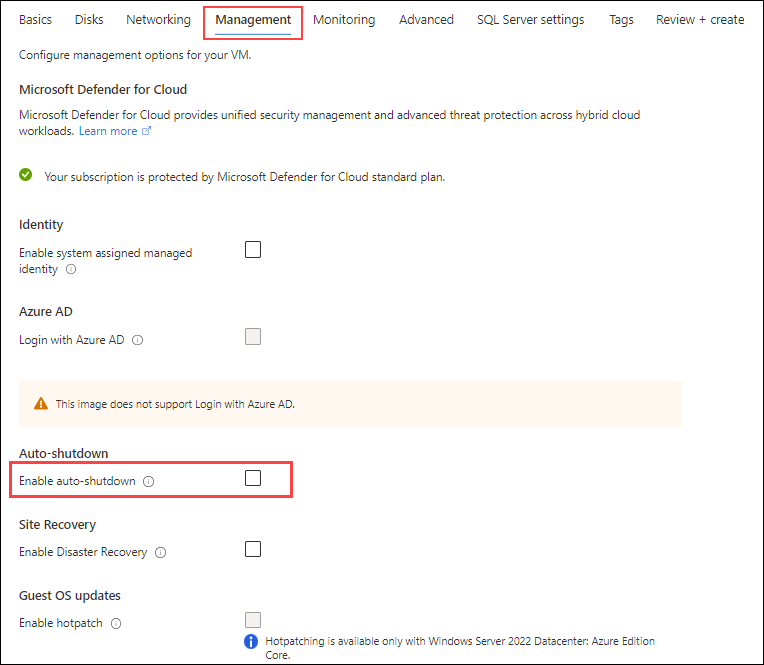 Basics Disks Networking Management Monitoring Advanced SQL Server settings Tags Review + create
Configure management options for your VM.
Microsoft Defender for Cloud
Microsoft Defender for Cloud provides unified security management and advanced threat protection across hybrid cloud
workloads. Learn more
Your subscription is protected by Microsoft Defender for Cloud standard plan.
Identity
Enable system assigned managed
identity
Azure AD
Login with Azure AD
This image does not support Login with Azure AD.
Auto-shutdown
Enable auto-shutdown
Site Recovery
Enable Disaster Recovery
Guest OS updates
Enable hotpatch
Hotpatching is available only with Windows Server 2022 Datacenter: Azure Edition
Core.